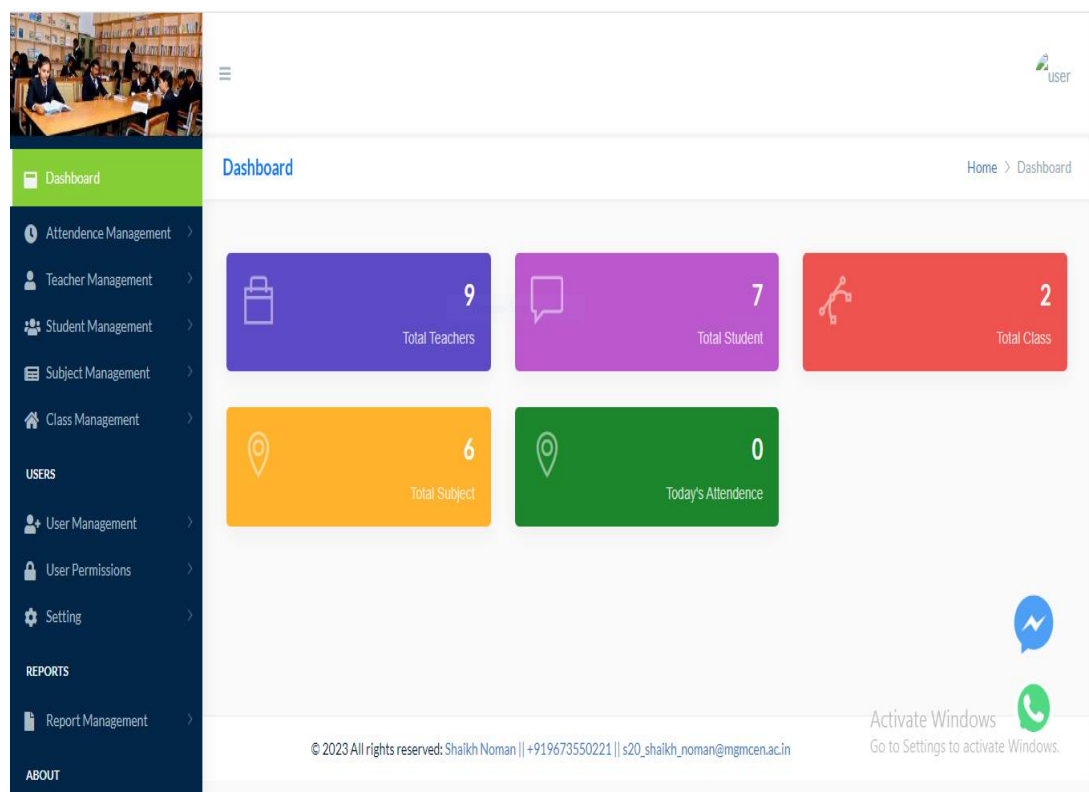 user
Dashboard
Dashboard
Home > Dashboard
Attendence Management
Teacher Management
Student Management
Subject Management
Class Management
USERS
User Management
User Permissions
Setting
REPORTS
Report Management
ABOUT
9
Total Teachers
7
Total Student
2
Total Class
6
Total Subject
0
Today's Attendence
Activate Windows
Go to Settings to activate Windows.
© 2023 All rights reserved: Shaikh Noman || +919673550221 || s20_shaikh_noman@mgmcen.ac.in